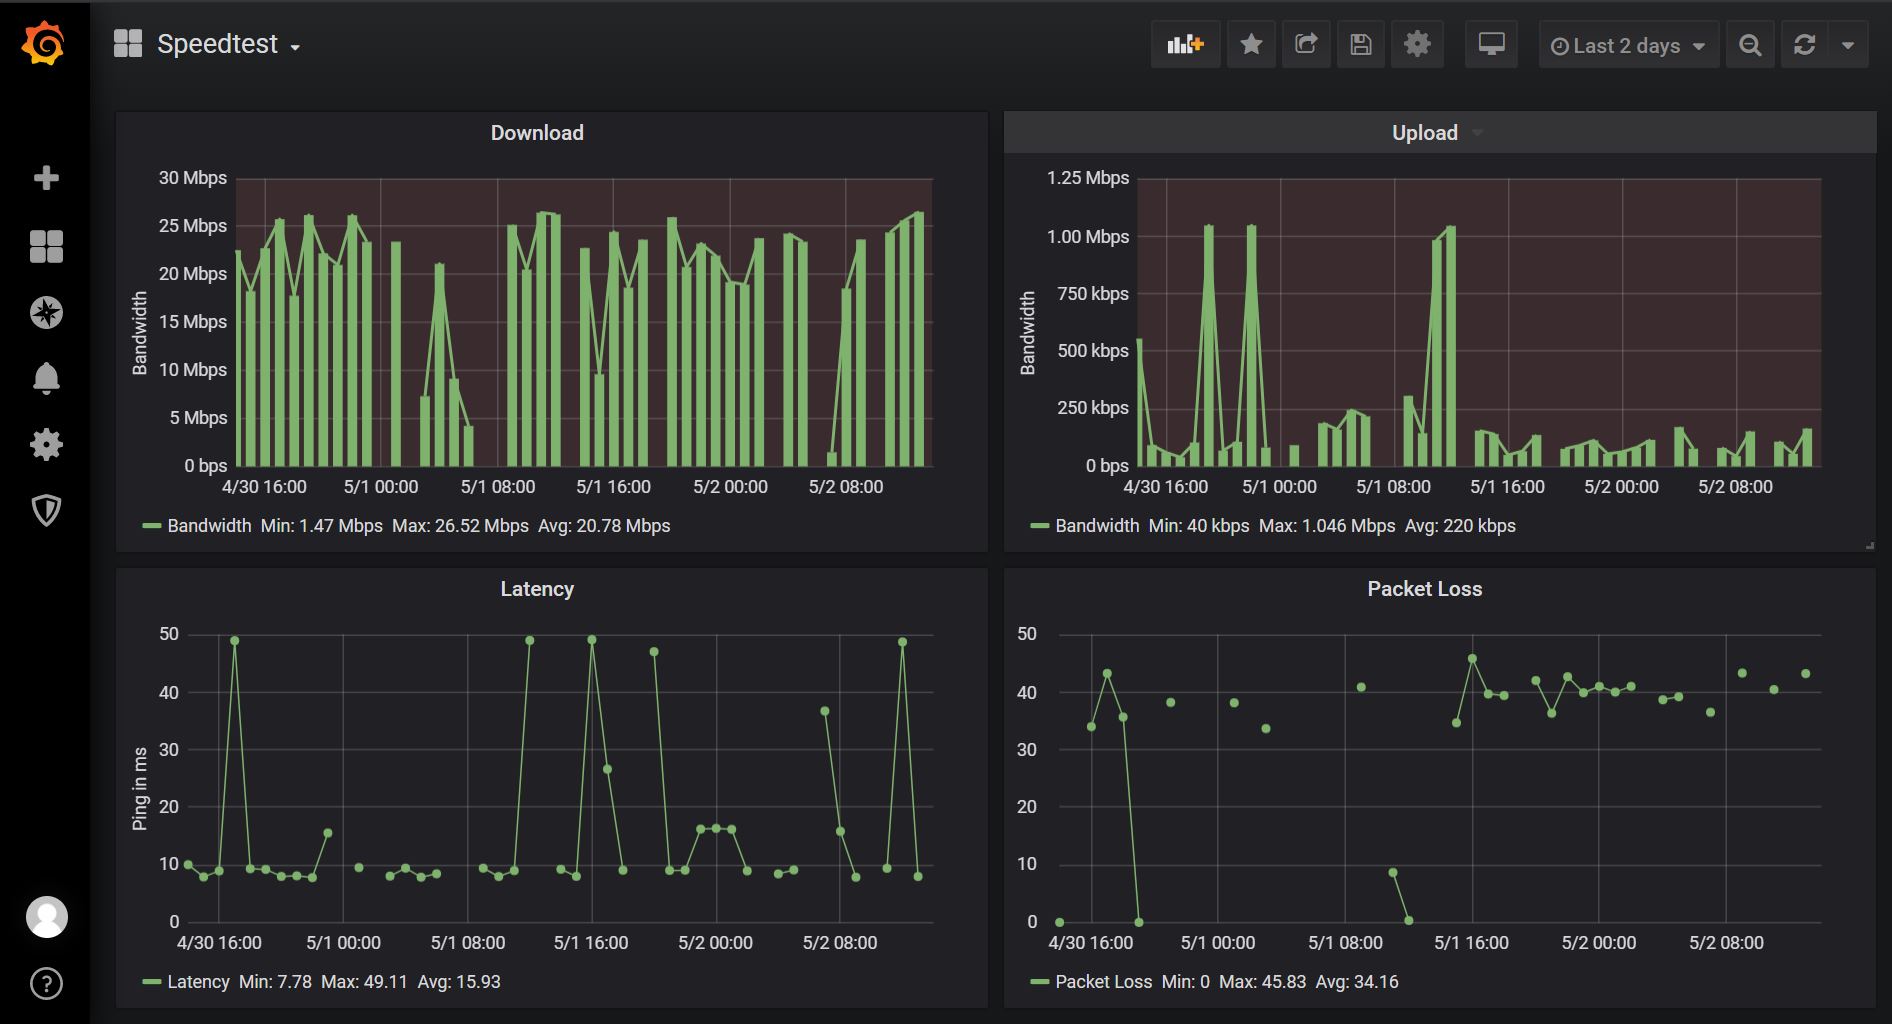 Speedtest
Last 2 days
Download
30 Mbps
25 Mbps
20 Mbps
15 Mbps
10 Mbps
5 Mbps
0 bps
Bandwidth
4/30 16:00 5/1 00:00 5/1 08:00 5/1 16:00 5/2 00:00 5/2 08:00
Bandwidth Min: 1.47 Mbps Max: 26.52 Mbps Avg: 20.78 Mbps
Upload
1.25 Mbps
1.00 Mbps
750 kbps
500 kbps
250 kbps
0 bps
Bandwidth
4/30 16:00 5/1 00:00 5/1 08:00 5/1 16:00 5/2 00:00 5/2 08:00
Bandwidth Min: 40 kbps Max: 1.046 Mbps Avg: 220 kbps
Latency
50
40
30
20
10
0
Ping in ms
4/30 16:00 5/1 00:00 5/1 08:00 5/1 16:00 5/2 00:00 5/2 08:00
Latency Min: 7.78 Max: 49.11 Avg: 15.93
Packet Loss
50
40
30
20
10
0
4/30 16:00 5/1 00:00 5/1 08:00 5/1 16:00 5/2 00:00 5/2 08:00
Packet Loss Min: 0 Max: 45.83 Avg: 34.16